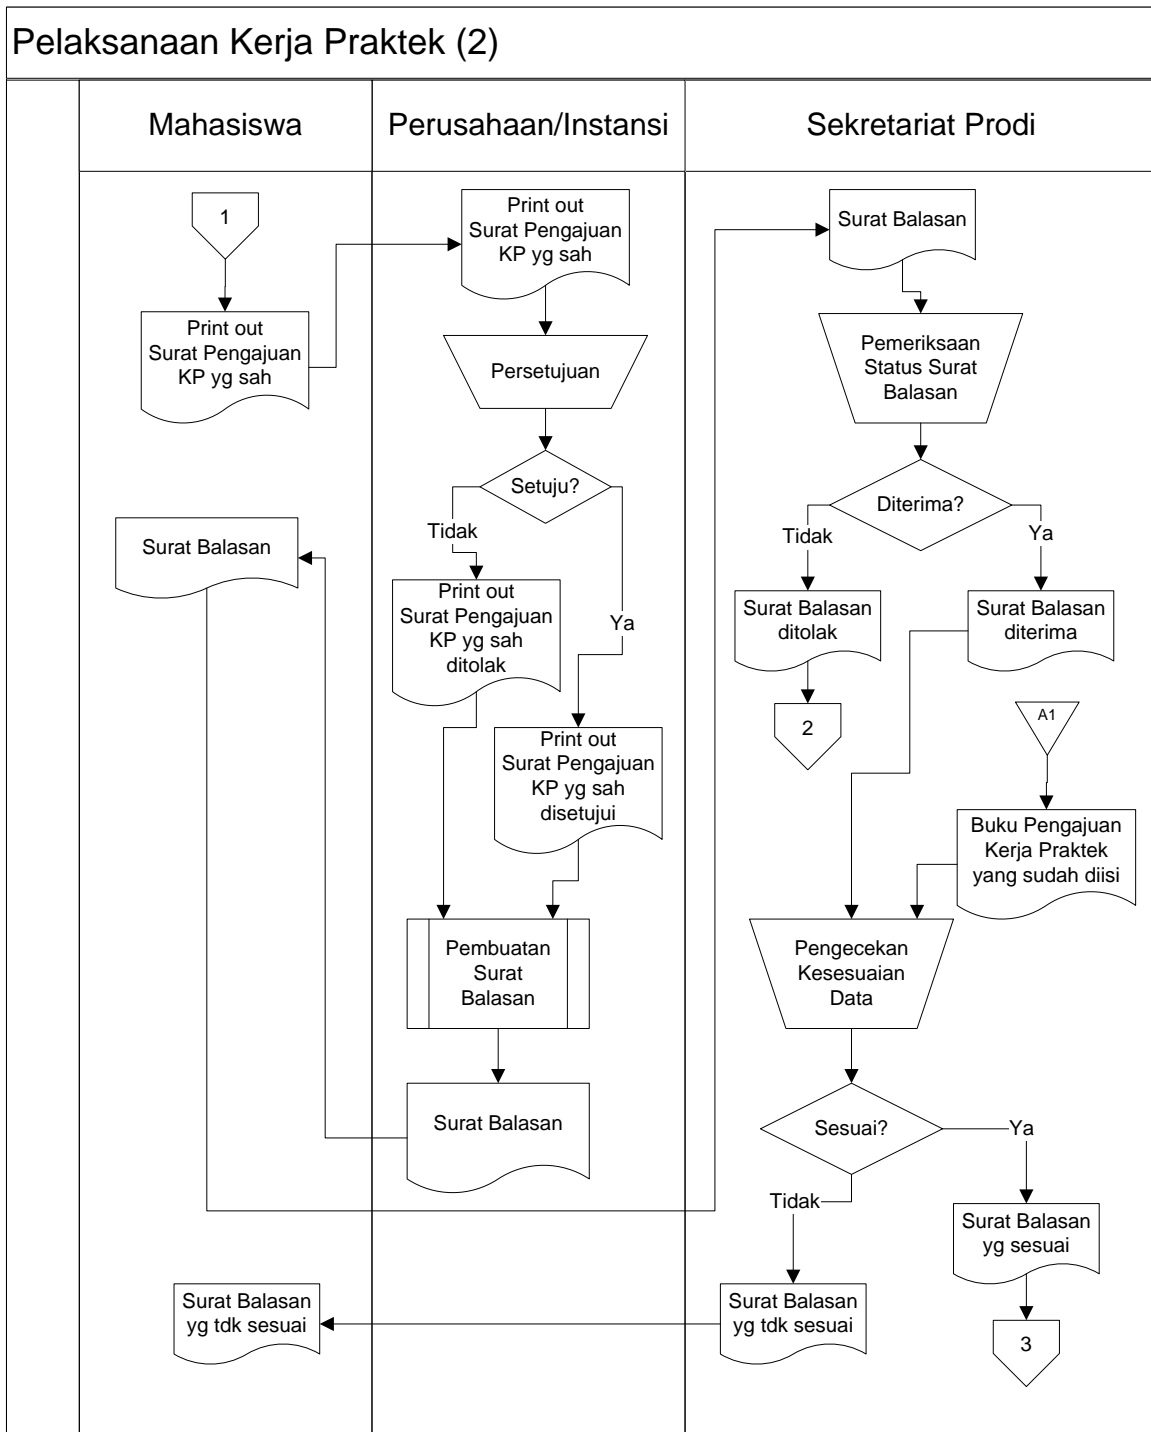 Pelaksanaan Kerja Praktek (2)
Mahasiswa
Perusahaan/Instansi
Sekretariat Prodi
1
Print out
Surat Pengajuan
KP yg sah
Surat Balasan
Surat Balasan
yg tdk sesuai
Print out
Surat Pengajuan
KP yg sah
Persetujuan
Setuju?
Tidak
Ya
Print out
Surat Pengajuan
KP yg sah
ditolak
Print out
Surat Pengajuan
KP yg sah
disetujui
Pembuatan
Surat
Balasan
Surat Balasan
Surat Balasan
Pemeriksaan
Status Surat
Balasan
Diterima?
Tidak
Ya
Surat Balasan
ditolak
Surat Balasan
diterima
2
A1
Buku Pengajuan
Kerja Praktek
yang sudah diisi
Pengecekan
Kesesuaian
Data
Sesuai?
Ya
Tidak
Surat Balasan
yg sesuai
Surat Balasan
yg tdk sesuai
3